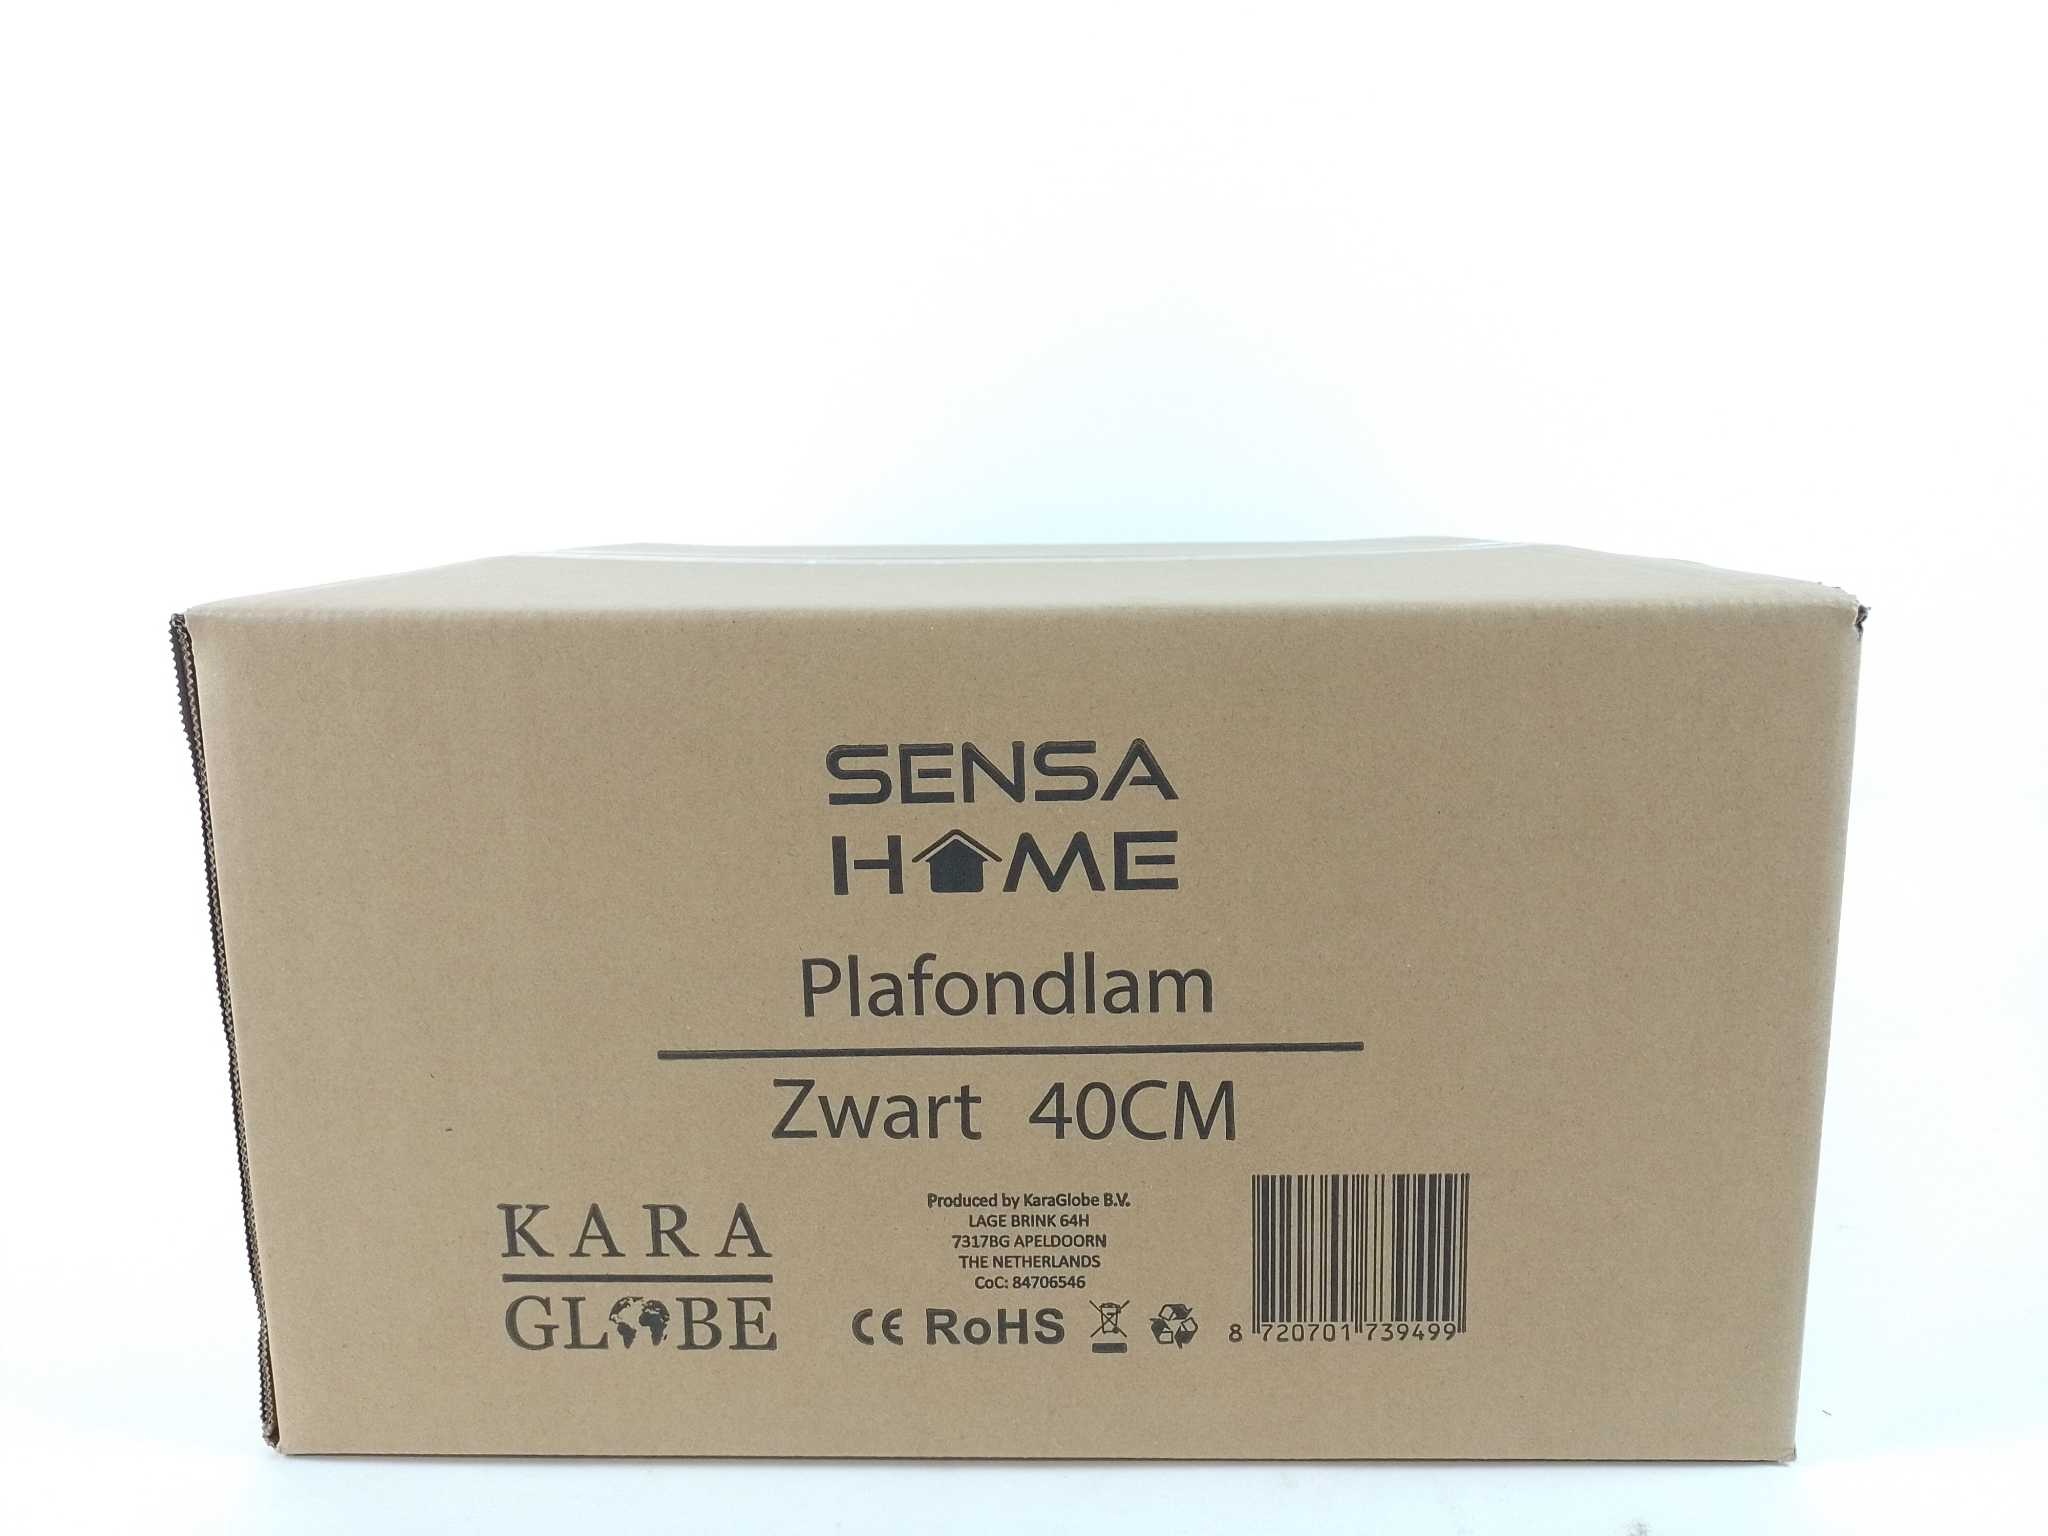 SENSA
HOME
Plafondlam
Zwart 40CM
KARA
GLOBE
Produced by KaraGlobe B.V.
LAGE BRINK 64H
7317BG APELDOORN
THE NETHERLANDS
CoC: 84706546
CE RoHS
8 720701 739499